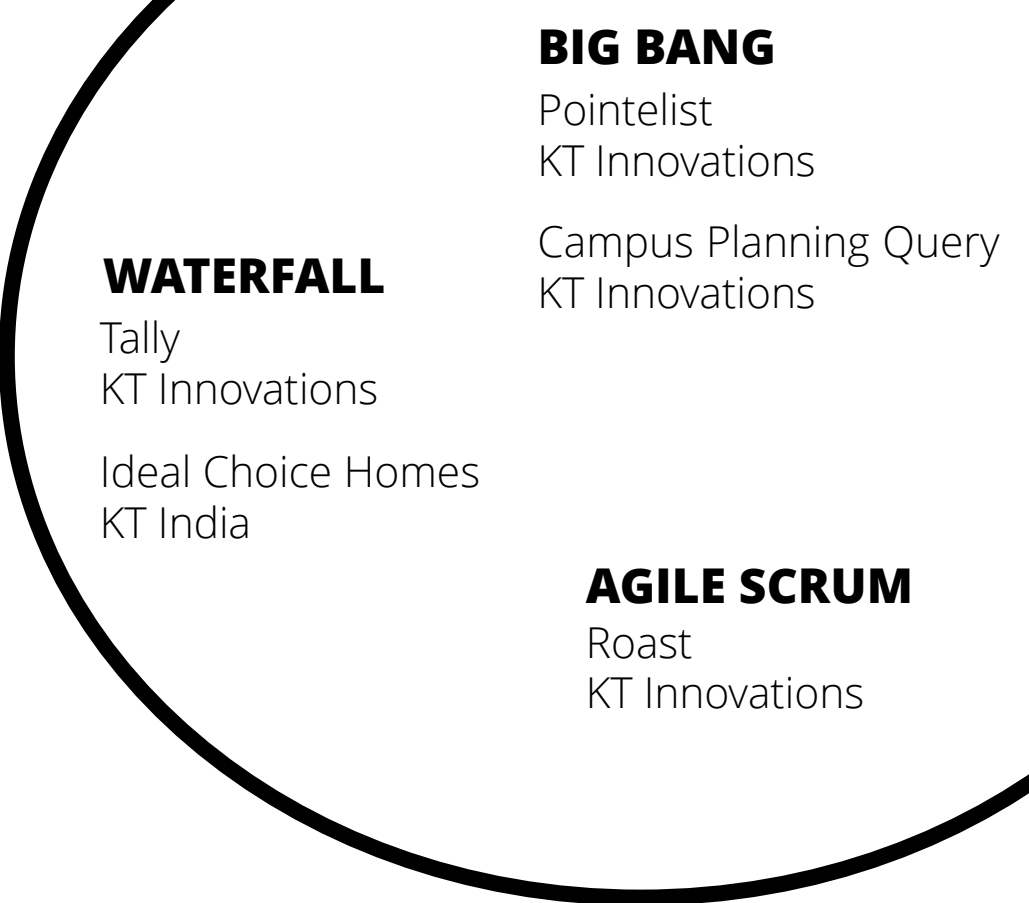 BIG BANG
Pointelist
KT Innovations
Campus Planning Query
KT Innovations
WATERFALL
Tally
KT Innovations
Ideal Choice Homes
KT India
AGILE SCRUM
Roast
KT Innovations